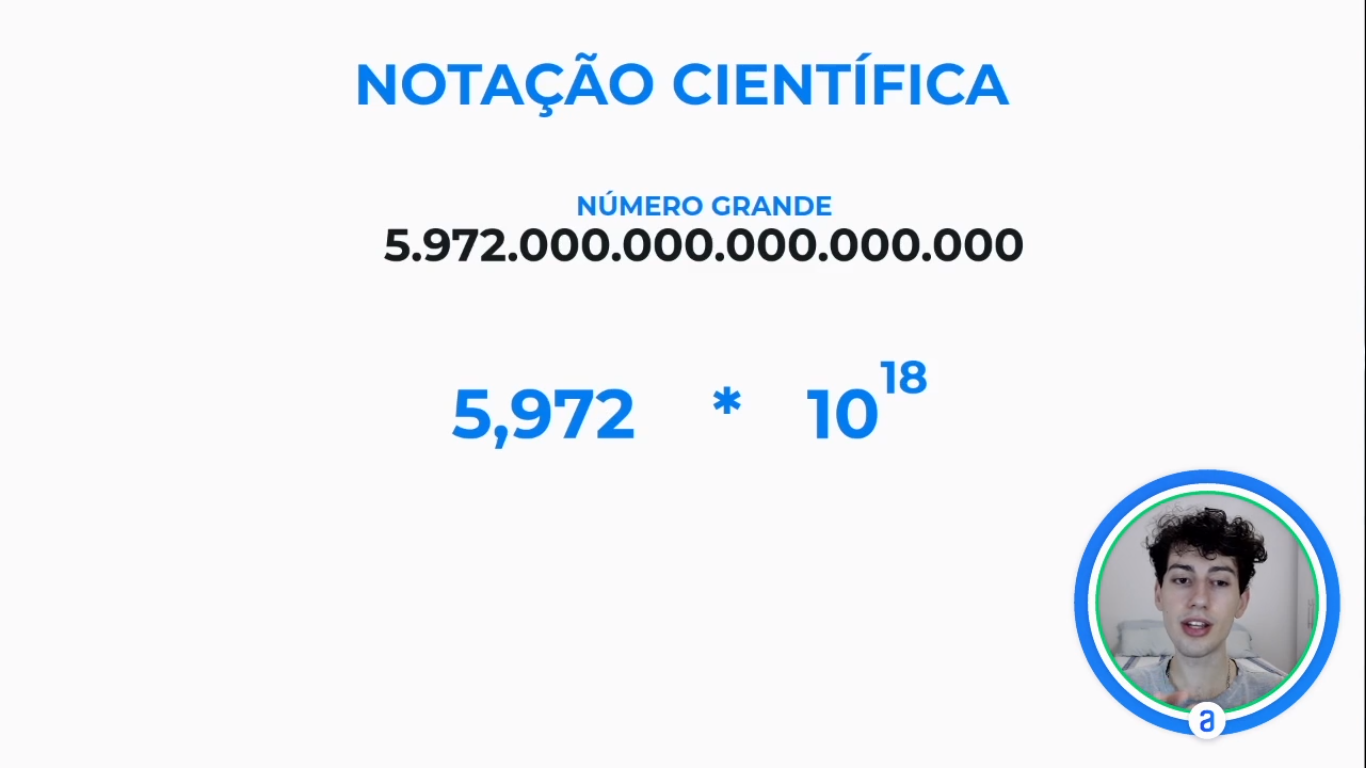 NOTAÇÃO CIENTÍFICA
NÚMERO GRANDE
5.972.000.000.000.000.000
5,972 * 10¹⁸
a